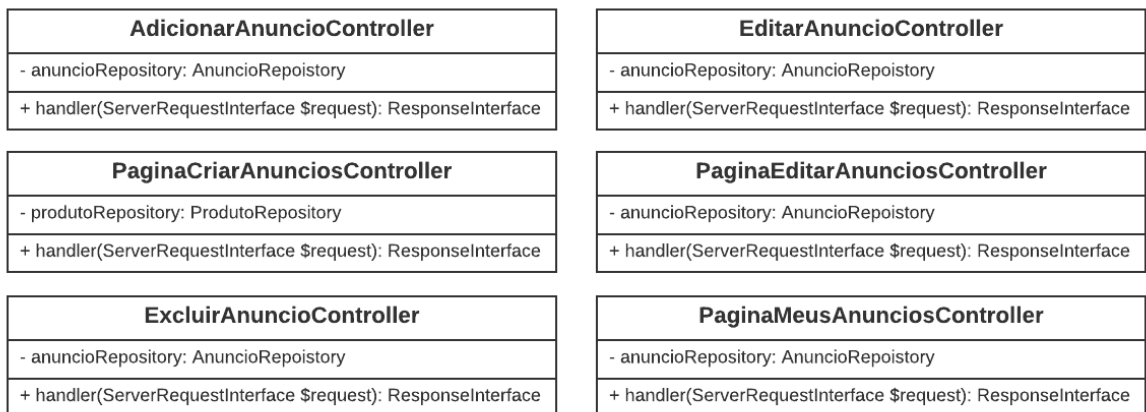 AdicionarAnuncioController
- anuncioRepository: AnuncioRepoistory
+ handler(ServerRequestInterface $request): ResponseInterface
EditarAnuncioController
- anuncioRepository: AnuncioRepoistory
+ handler(ServerRequestInterface $request): ResponseInterface
PaginaCriarAnunciosController
- produtoRepository: ProdutoRepository
+ handler(ServerRequestInterface $request): ResponseInterface
PaginaEditarAnunciosController
- anuncioRepository: AnuncioRepoistory
+ handler(ServerRequestInterface $request): ResponseInterface
ExcluirAnuncioController
- anuncioRepository: AnuncioRepoistory
+ handler(ServerRequestInterface $request): ResponseInterface
PaginaMeusAnunciosController
- anuncioRepository: AnuncioRepoistory
+ handler(ServerRequestInterface $request): ResponseInterface